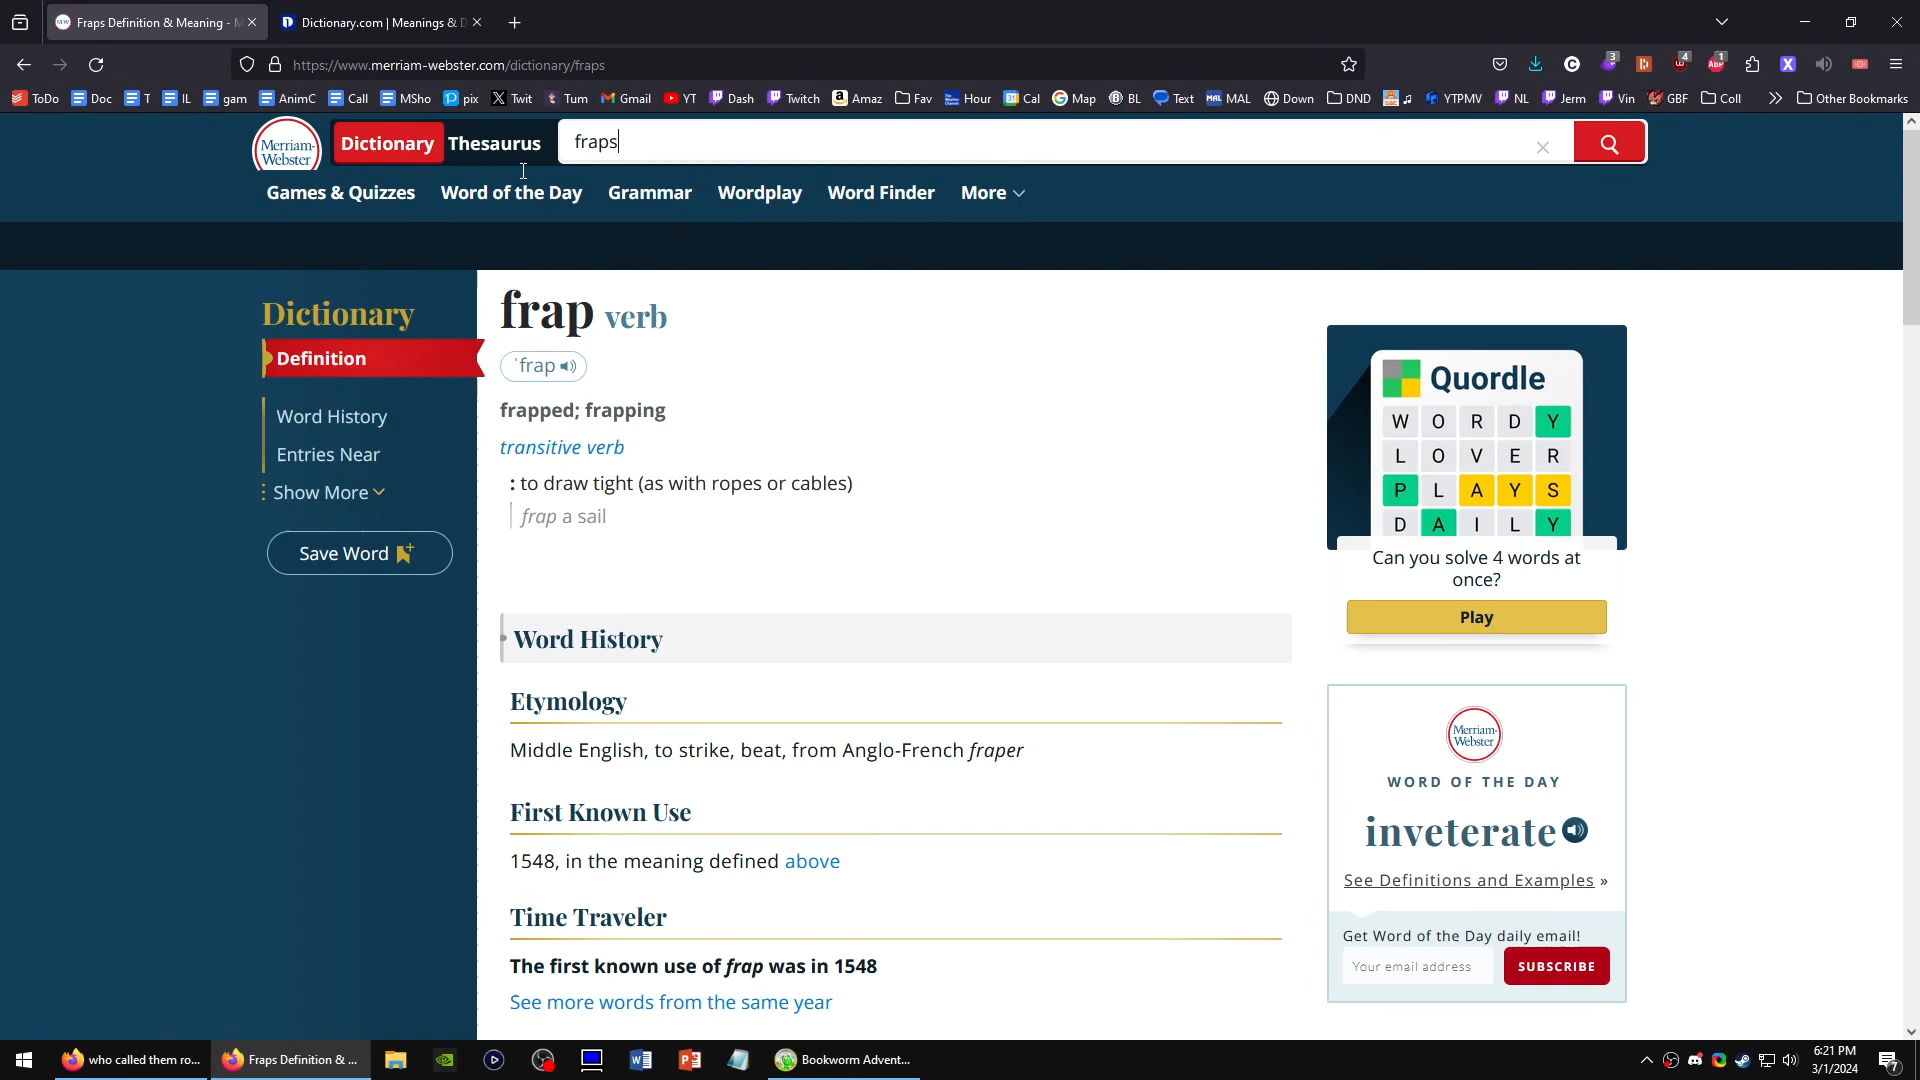 Fraps Definition & Meaning - M
Dictionary.com | Meanings & D
https://www.merriam-webster.com/dictionary/fraps
3
4
1
ToDo Doc T IL gam AnimC Call MSho pix Twit Tum Gmail YT Dash Twitch Amaz Fav Hour Cal Map BL Text MAL Down DND ♫ YTPMV NL Jerm Vin GBF Coll Other Bookmarks
Merriam-
Webster
Dictionary Thesaurus fraps
Games & Quizzes Word of the Day Grammar Wordplay Word Finder More
Dictionary
Definition
Word History
Entries Near
Show More
Save Word
frap verb
ˈfrap
frapped; frapping
transitive verb
: to draw tight (as with ropes or cables)
frap a sail
Word History
Etymology
Middle English, to strike, beat, from Anglo-French fraper
First Known Use
1548, in the meaning defined above
Time Traveler
The first known use of frap was in 1548
See more words from the same year
Quordle
W O R D Y
L O V E R
P L A Y S
D A I L Y
Can you solve 4 words at
once?
Play
Merriam-
Webster
WORD OF THE DAY
inveterate
See Definitions and Examples »
Get Word of the Day daily email!
Your email address
SUBSCRIBE
who called them ro...
Fraps Definition & ...
Bookworm Advent...
6:21 PM
3/1/2024
7